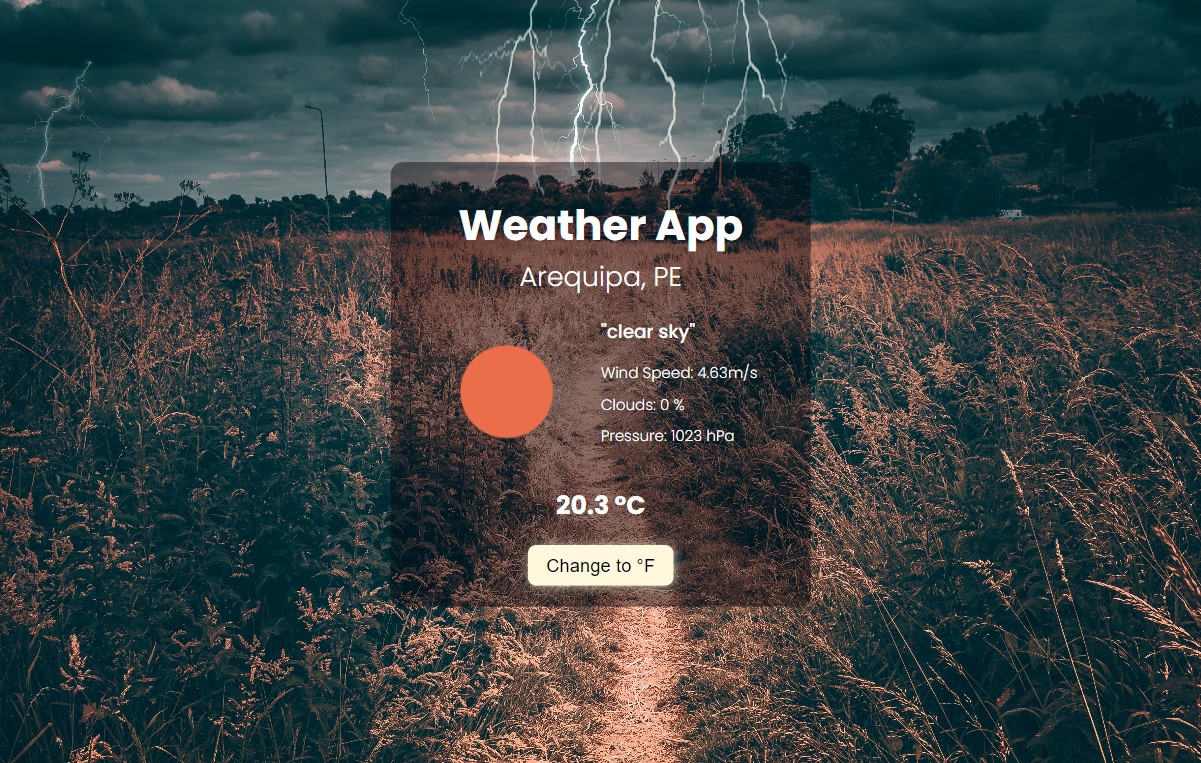 Weather App
Arequipa, PE
"clear sky"
Wind Speed: 4.63m/s
Clouds: 0 %
Pressure: 1023 hPa
20.3 °C
Change to °F